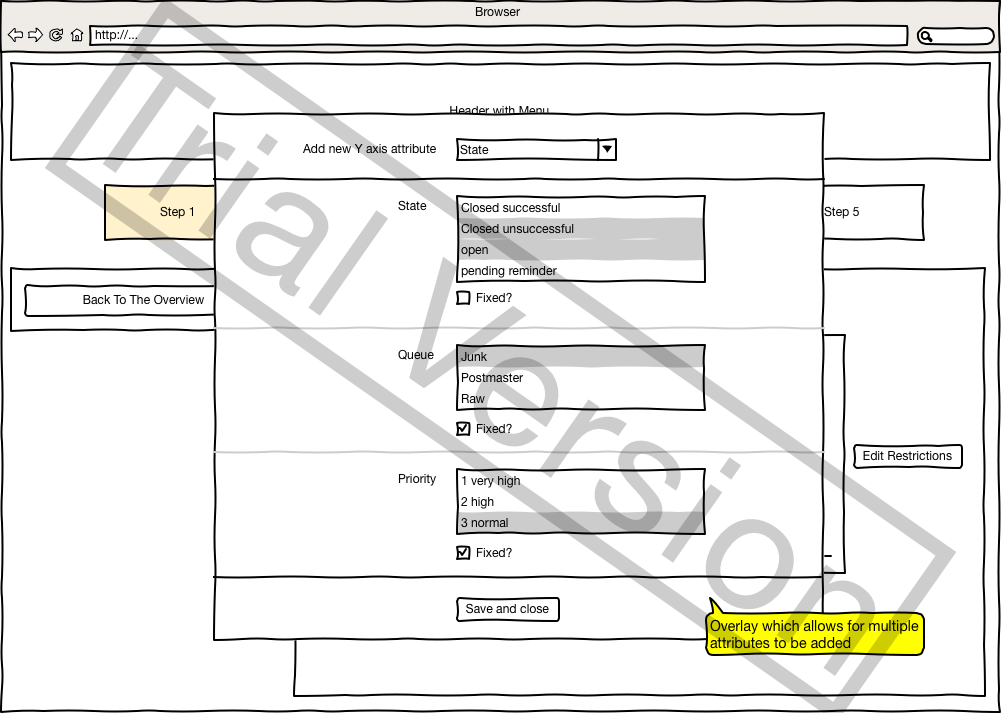 Browser
http://...
Header with Menu
Add new Y axis attribute
State
Step 1
Step 5
State
Closed successful
Closed unsuccessful
open
pending reminder
Fixed?
Back To The Overview
Queue
Junk
Postmaster
Raw
Fixed?
Edit Restrictions
Priority
1 very high
2 high
3 normal
Fixed?
Save and close
Overlay which allows for multiple
attributes to be added
Trial Version